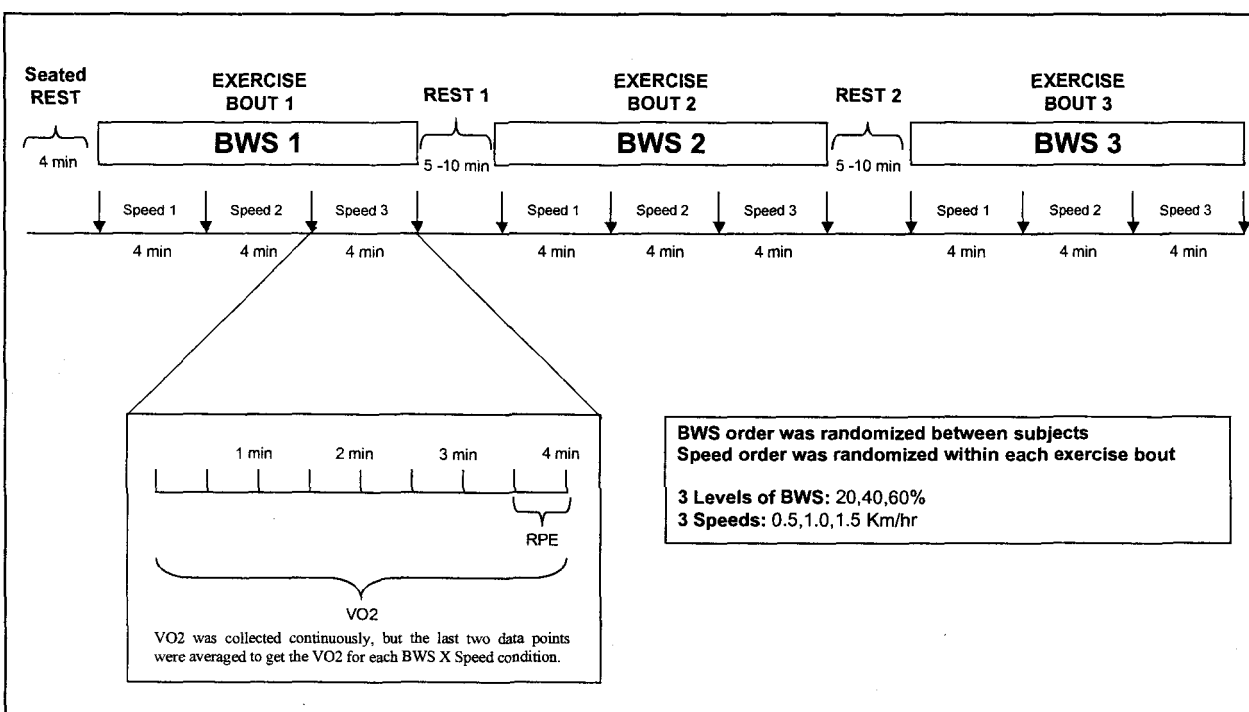 Seated
REST
4 min
EXERCISE
BOUT 1
BWS 1
REST 1
5 -10 min
EXERCISE
BOUT 2
BWS 2
REST 2
5-10 min
EXERCISE
BOUT 3
BWS 3
Speed 1
Speed 2
Speed 3
Speed 1
Speed 2
Speed 3
Speed 1
Speed 2
Speed 3
4 min
4 min
4 min
4 min
4 min
4 min
4 min
4 min
4 min
1 min
2 min
3 min
4 min
RPE
VO2
VO2 was collected continuously, but the last two data points
were averaged to get the VO2 for each BWS X Speed condition.
BWS order was randomized between subjects
Speed order was randomized within each exercise bout
3 Levels of BWS: 20,40,60%
3 Speeds: 0.5,1.0,1.5 Km/hr